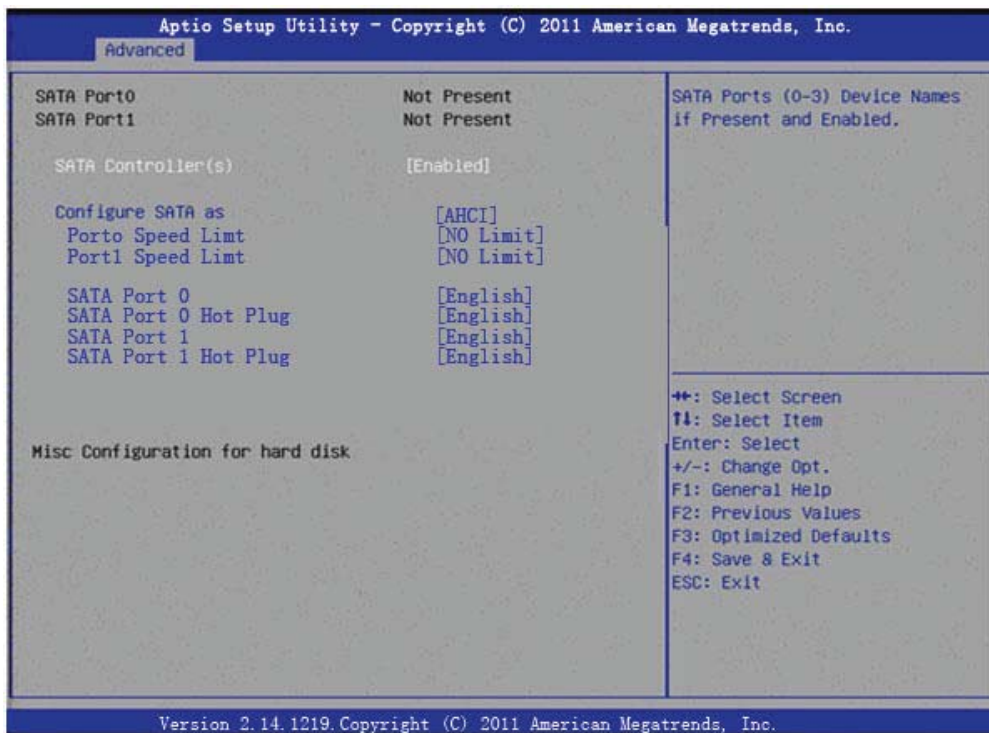 Aptio Setup Utility - Copyright (C) 2011 American Megatrends, Inc.
Advanced
SATA Port0 Not Present
SATA Port1 Not Present
SATA Controller(s) [Enabled]
Configure SATA as [AHCI]
Porto Speed Limt [NO Limit]
Port1 Speed Limt [NO Limit]
SATA Port 0 [English]
SATA Port 0 Hot Plug [English]
SATA Port 1 [English]
SATA Port 1 Hot Plug [English]
Misc Configuration for hard disk
SATA Ports (0-3) Device Names
if Present and Enabled.
→←: Select Screen
↑↓: Select Item
Enter: Select
+/-: Change Opt.
F1: General Help
F2: Previous Values
F3: Optimized Defaults
F4: Save & Exit
ESC: Exit
Version 2.14.1219.Copyright (C) 2011 American Megatrends, Inc.